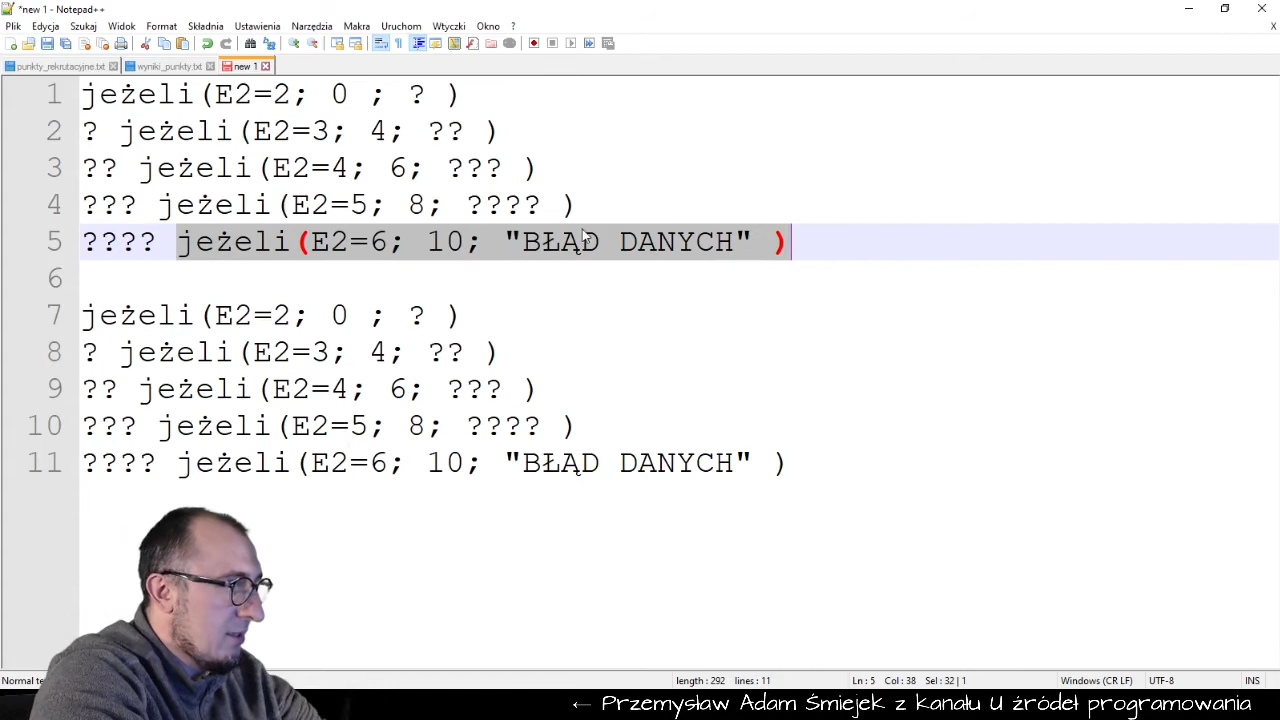 *new 1 - Notepad++
Plik Edycja Szukaj Widok Format Składnia Ustawienia Narzędzia Makra Uruchom Wtyczki Okno ?
X
punkty_rekrutacyjne.txt wyniki_punkty.txt new 1
1 jeżeli(E2=2; 0 ; ? )
2 ? jeżeli(E2=3; 4; ?? )
3 ?? jeżeli(E2=4; 6; ??? )
4 ??? jeżeli(E2=5; 8; ???? )
5 ???? jeżeli(E2=6; 10; "BŁĄD DANYCH" )
6
7 jeżeli(E2=2; 0 ; ? )
8 ? jeżeli(E2=3; 4; ?? )
9 ?? jeżeli(E2=4; 6; ??? )
10 ??? jeżeli(E2=5; 8; ???? )
11 ???? jeżeli(E2=6; 10; "BŁĄD DANYCH" )
Normal te length : 292 lines : 11 Ln : 5 Col : 38 Sel : 32 | 1 Windows (CR LF) UTF-8 INS
← Przemysław Adam Śmiejek z kanału U źródeł programowania